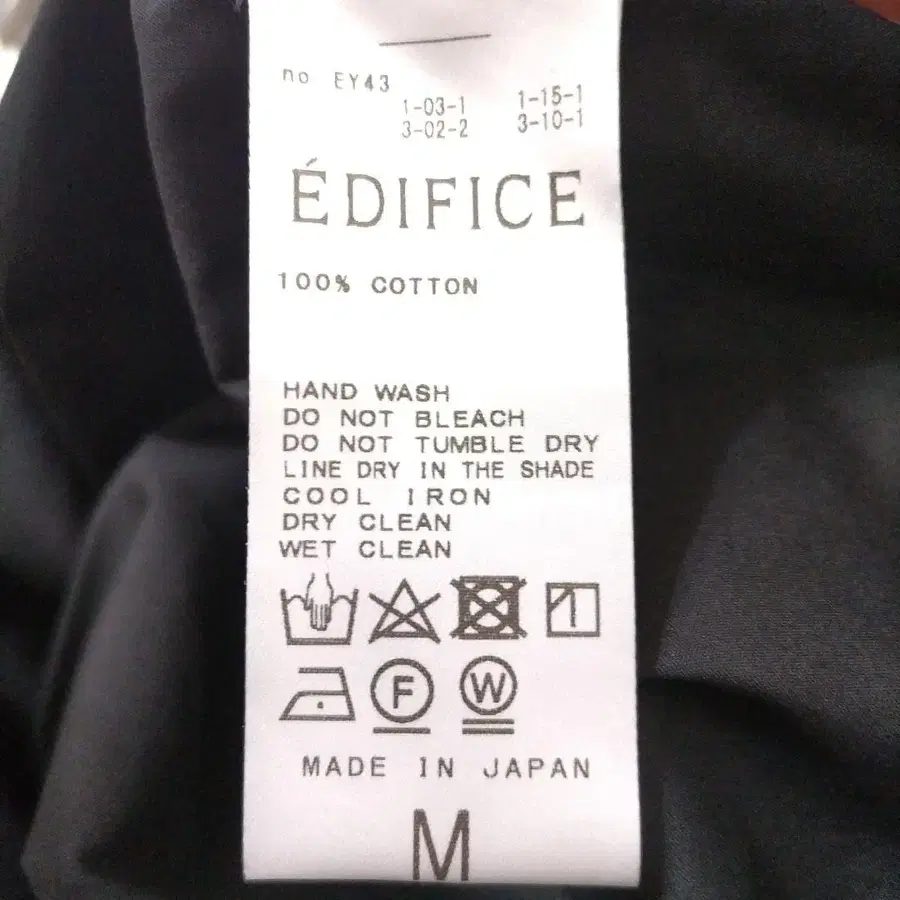 no EY43
1-03-1 1-15-1
3-02-2 3-10-1
ÉDIFICE
100% COTTON
HAND WASH
DO NOT BLEACH
DO NOT TUMBLE DRY
LINE DRY IN THE SHADE
COOL IRON
DRY CLEAN
WET CLEAN
F W
MADE IN JAPAN
M